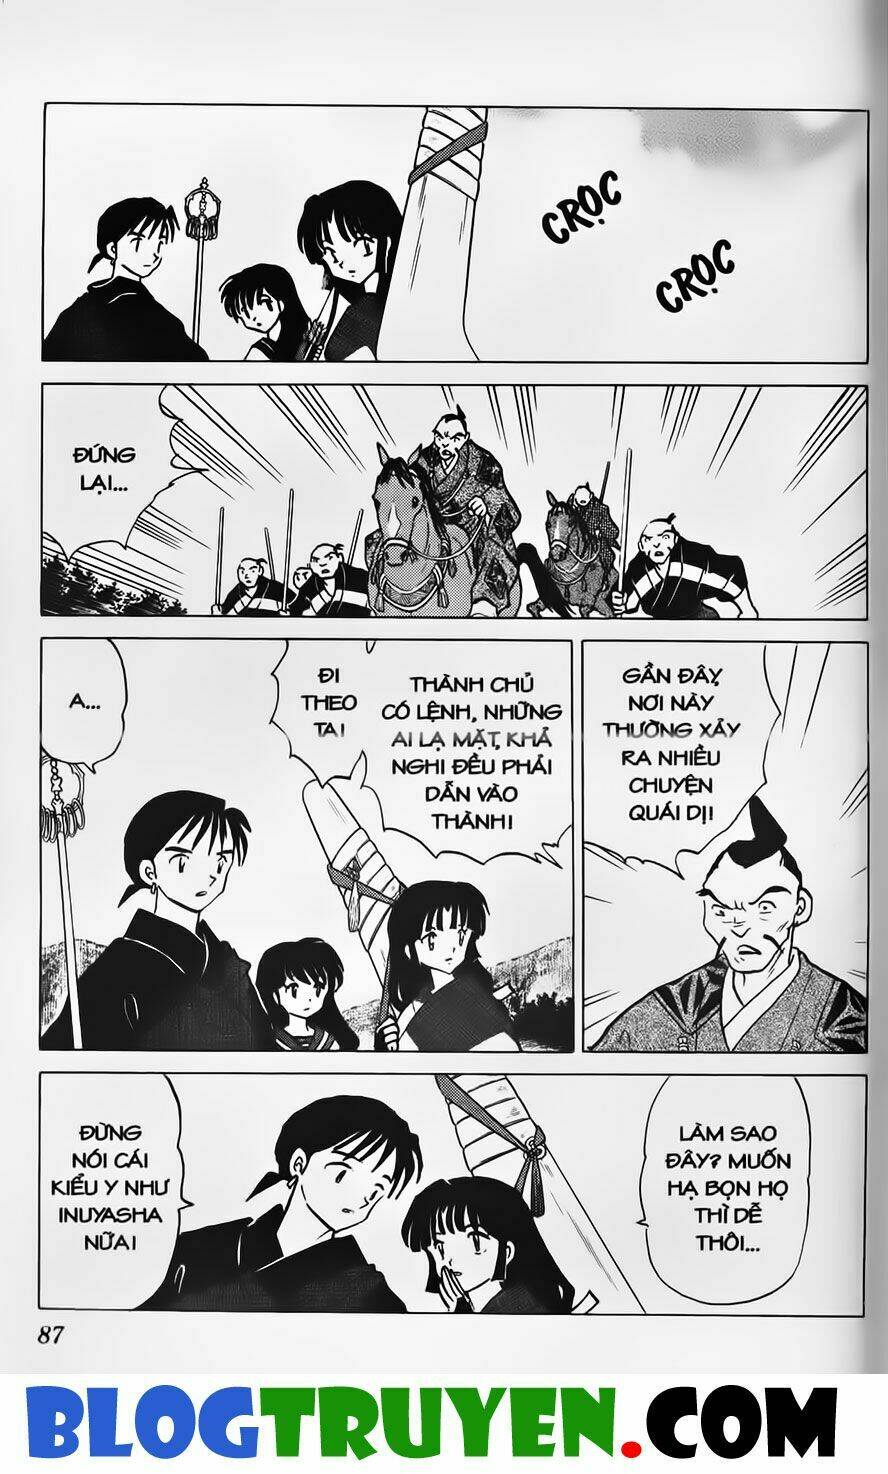 CRỌC
CRỌC
ĐỨNG
LẠI...
GẦN ĐÂY,
NƠI NÀY
THƯỜNG XẢY
RA NHIỀU
CHUYỆN
QUÁI DỊ!
THÀNH CHỦ
CÓ LỆNH, NHỮNG
AI LẠ MẶT, KHẢ
NGHI ĐỀU PHẢI
DẪN VÀO
THÀNH!
ĐI
THEO
TA!
A...
LÀM SAO
ĐÂY? MUỐN
HẠ BỌN HỌ
THÌ DỄ
THÔI...
ĐỪNG
NÓI CÁI
KIỂU Y NHƯ
INUYASHA
NỮA!
87
BLOGTRUYEN.COM